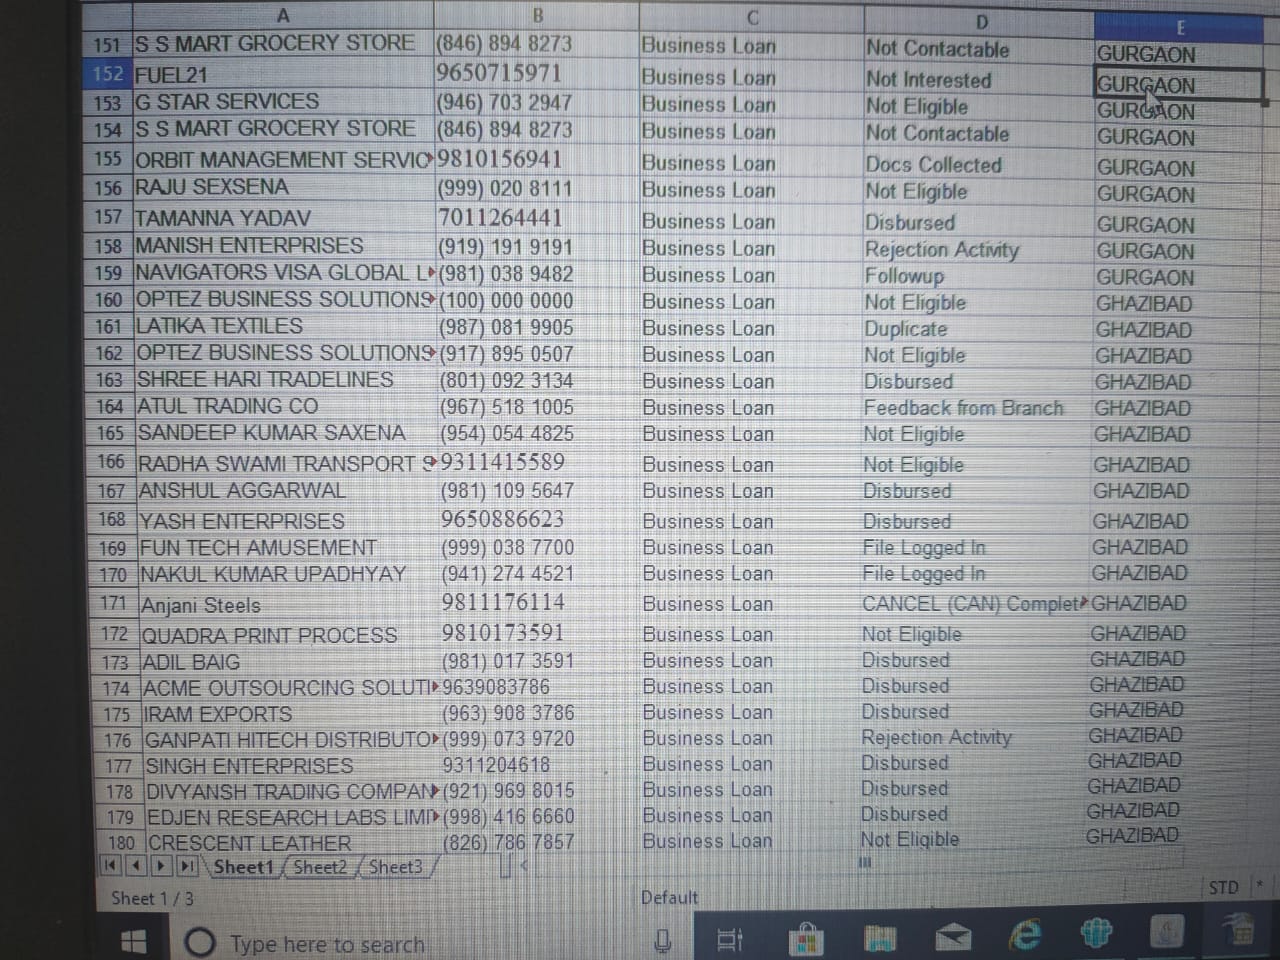 A B C D E
151 S S MART GROCERY STORE (846) 894 8273 Business Loan Not Contactable GURGAON
152 FUEL21 9650715971 Business Loan Not Interested GURGAON
153 G STAR SERVICES (946) 703 2947 Business Loan Not Eligible GURGAON
154 S S MART GROCERY STORE (846) 894 8273 Business Loan Not Contactable GURGAON
155 ORBIT MANAGEMENT SERVIC 9810156941 Business Loan Docs Collected GURGAON
156 RAJU SEXSENA (999) 020 8111 Business Loan Not Eligible GURGAON
157 TAMANNA YADAV 7011264441 Business Loan Disbursed GURGAON
158 MANISH ENTERPRISES (919) 191 9191 Business Loan Rejection Activity GURGAON
159 NAVIGATORS VISA GLOBAL L (981) 038 9482 Business Loan Followup GURGAON
160 OPTEZ BUSINESS SOLUTIONS (100) 000 0000 Business Loan Not Eligible GHAZIBAD
161 LATIKA TEXTILES (987) 081 9905 Business Loan Duplicate GHAZIBAD
162 OPTEZ BUSINESS SOLUTIONS (917) 895 0507 Business Loan Not Eligible GHAZIBAD
163 SHREE HARI TRADELINES (801) 092 3134 Business Loan Disbursed GHAZIBAD
164 ATUL TRADING CO (967) 518 1005 Business Loan Feedback from Branch GHAZIBAD
165 SANDEEP KUMAR SAXENA (954) 054 4825 Business Loan Not Eligible GHAZIBAD
166 RADHA SWAMI TRANSPORT S 9311415589 Business Loan Not Eligible GHAZIBAD
167 ANSHUL AGGARWAL (981) 109 5647 Business Loan Disbursed GHAZIBAD
168 YASH ENTERPRISES 9650886623 Business Loan Disbursed GHAZIBAD
169 FUN TECH AMUSEMENT (999) 038 7700 Business Loan File Logged In GHAZIBAD
170 NAKUL KUMAR UPADHYAY (941) 274 4521 Business Loan File Logged In GHAZIBAD
171 Anjani Steels 9811176114 Business Loan CANCEL (CAN) Complet GHAZIBAD
172 QUADRA PRINT PROCESS 9810173591 Business Loan Not Eligible GHAZIBAD
173 ADIL BAIG (981) 017 3591 Business Loan Disbursed GHAZIBAD
174 ACME OUTSOURCING SOLUTI 9639083786 Business Loan Disbursed GHAZIBAD
175 IRAM EXPORTS (963) 908 3786 Business Loan Disbursed GHAZIBAD
176 GANPATI HITECH DISTRIBUTO (999) 073 9720 Business Loan Rejection Activity GHAZIBAD
177 SINGH ENTERPRISES 9311204618 Business Loan Disbursed GHAZIBAD
178 DIVYANSH TRADING COMPAN (921) 969 8015 Business Loan Disbursed GHAZIBAD
179 EDJEN RESEARCH LABS LIMI (998) 416 6660 Business Loan Disbursed GHAZIBAD
180 CRESCENT LEATHER (826) 786 7857 Business Loan Not Eligible GHAZIBAD
Sheet1 Sheet2 Sheet3
Sheet 1 / 3 Default STD *
Type here to search